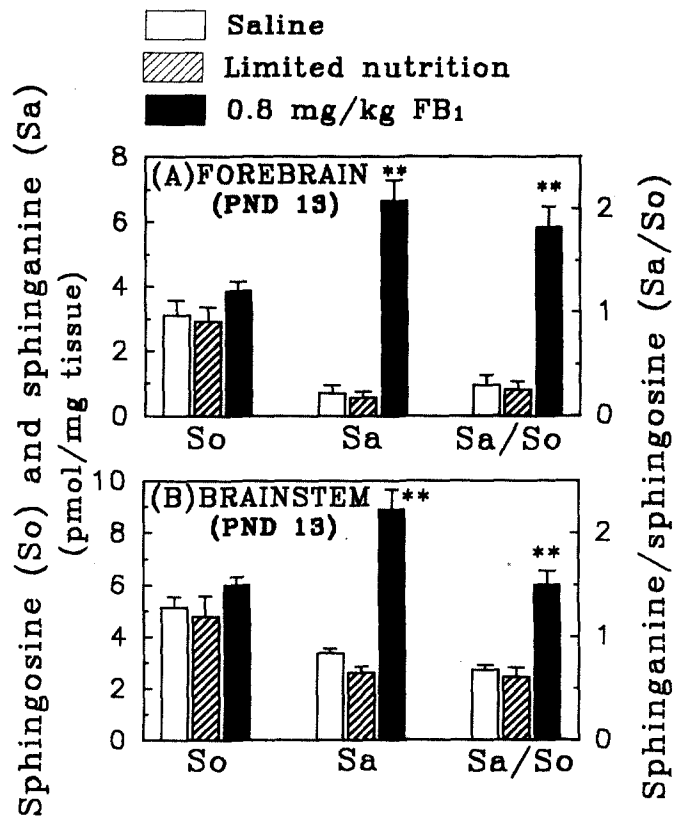 Saline
Limited nutrition
0.8 mg/kg FB₁
Sphingosine (So) and sphinganine (Sa)
(pmol/mg tissue)
8
6
4
2
0
(A)FOREBRAIN
(PND 13)
**
**
2
1
0
So Sa Sa/So
10
8
6
4
2
0
(B)BRAINSTEM
(PND 13)
**
**
2
1
0
So Sa Sa/So
Sphinganine/sphingosine (Sa/So)